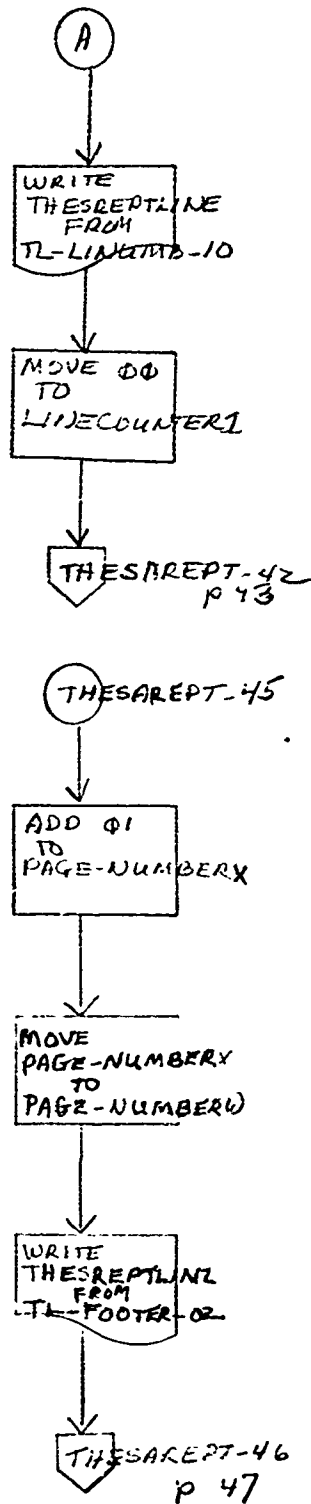 A
WRITE
THESREPTLINE
FROM
MOVE ΦΦ
TO
LINECOUNTER1
THESAREPT-42
P 43
THESAREPT-45
ADD Φ1
TO
PAGE-NUMBERX
MOVE
PAGE-NUMBERX
TO
PAGE-NUMBERW
WRITE
THESREPTLINE
FROM
TL-FOOTER-02
THESAREPT-46
P 47